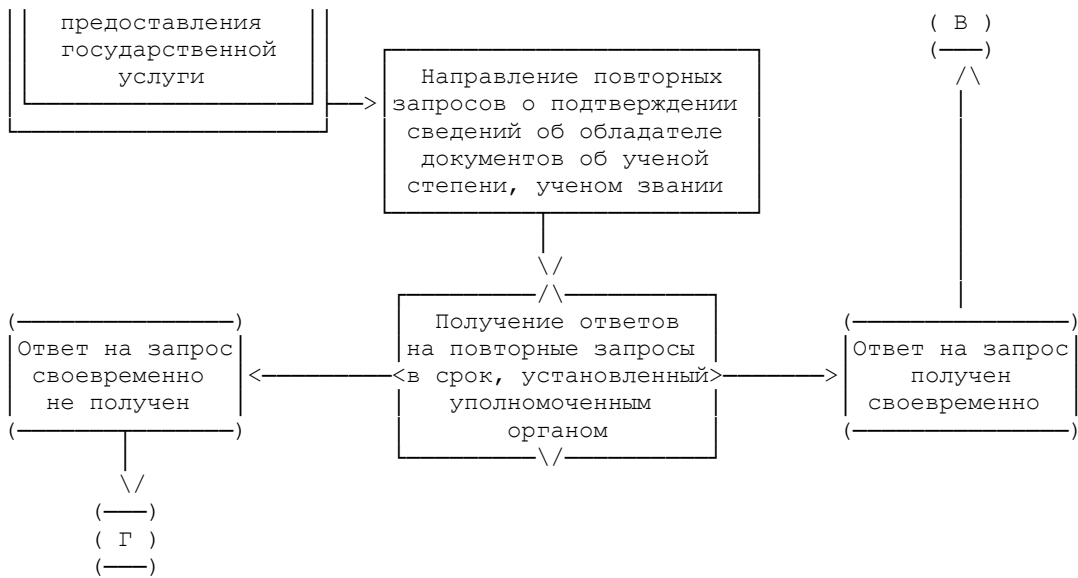 предоставления
государственной
услуги
( В )
Направление повторных
запросов о подтверждении
сведений об обладателе
документов об ученой
степени, ученом звании
Получение ответов
на повторные запросы
в срок, установленный
уполномоченным
органом
Ответ на запрос
своевременно
не получен
Ответ на запрос
получен
своевременно
( Г )